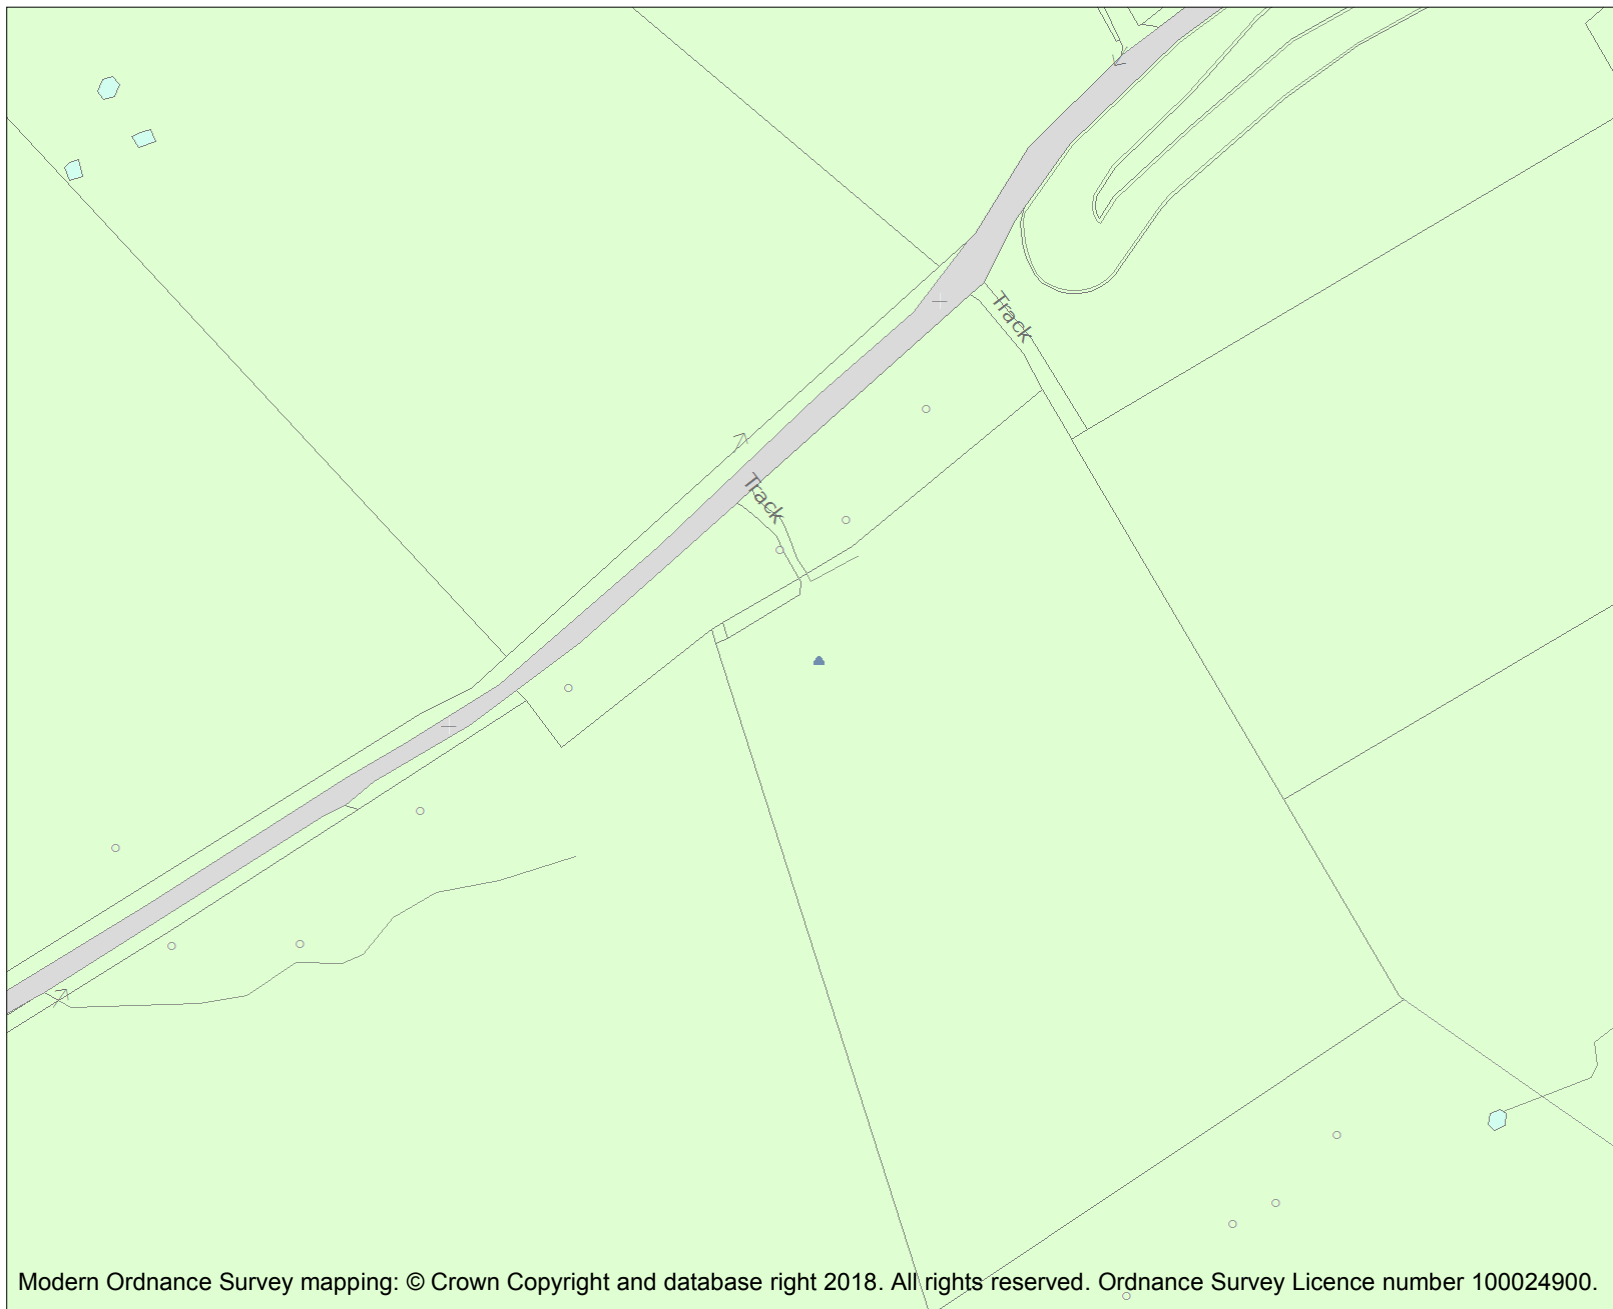 Track
Track
Modern Ordnance Survey mapping: © Crown Copyright and database right 2018. All rights reserved. Ordnance Survey Licence number 100024900.